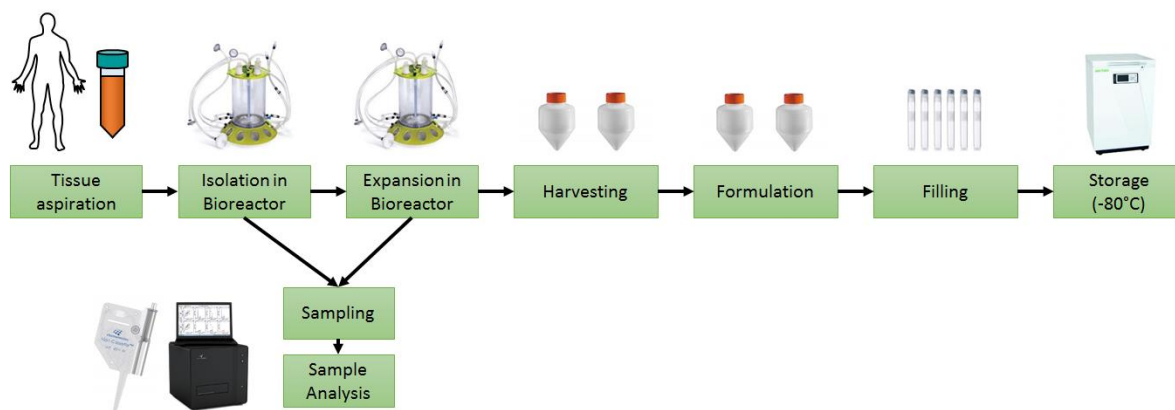 Tissue
aspiration
Isolation in
Bioreactor
Expansion in
Bioreactor
Harvesting
Formulation
Filling
Storage
(-80°C)
Sampling
Sample
Analysis